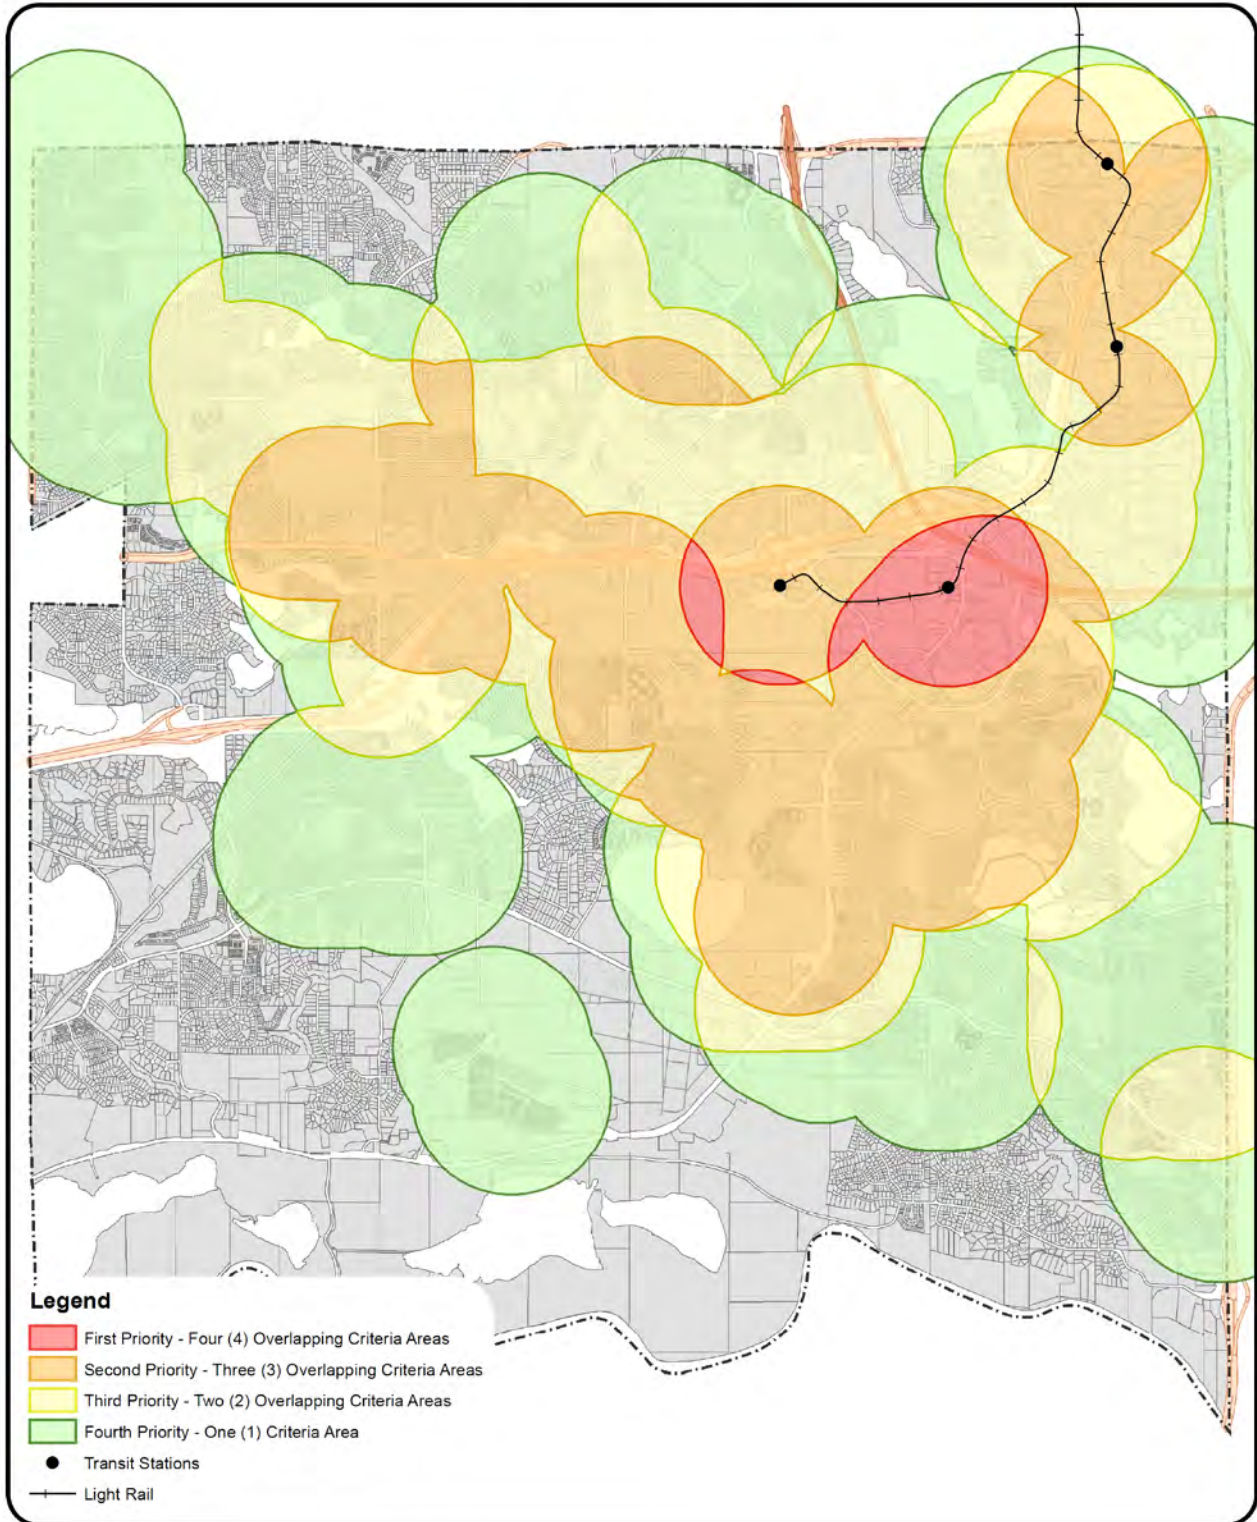 Legend
First Priority - Four (4) Overlapping Criteria Areas
Second Priority - Three (3) Overlapping Criteria Areas
Third Priority - Two (2) Overlapping Criteria Areas
Fourth Priority - One (1) Criteria Area
Transit Stations
Light Rail